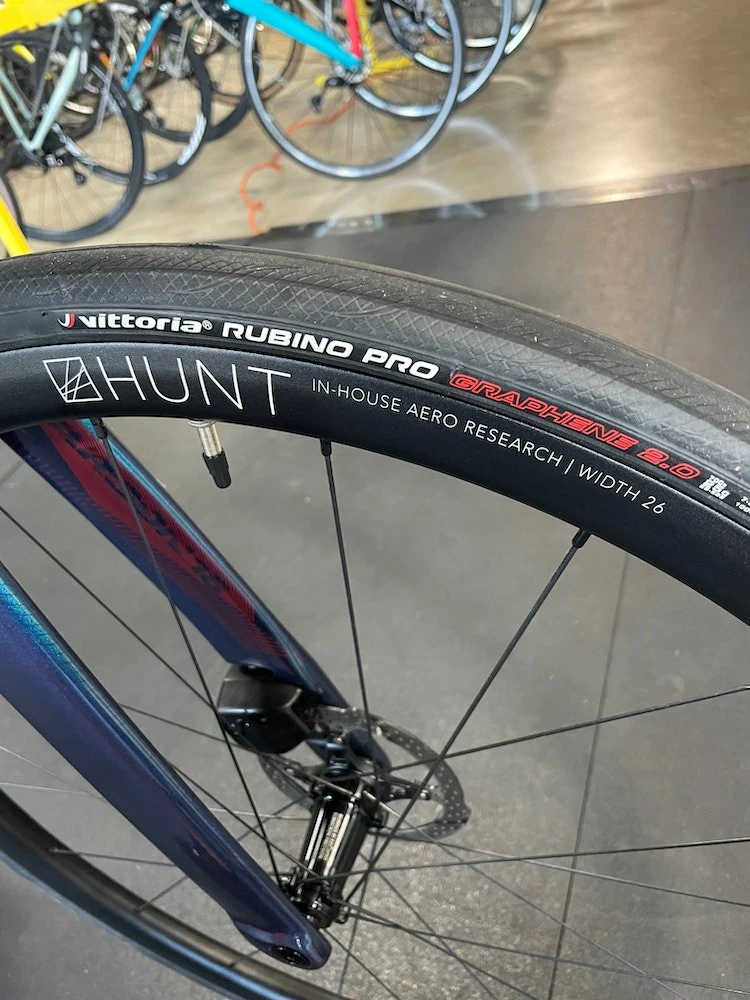 vittoria® RUBINO PRO GRAPHENE 2.0
HUNT IN-HOUSE AERO RESEARCH | WIDTH 26